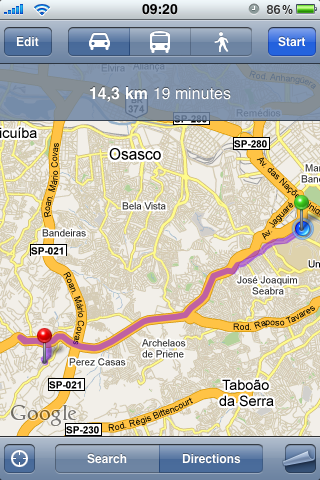 09:20
86%
Edit
Start
Elvira
Aliança
Rod. Anhangüera
14,3 km 19 minutes
374
SP-280
Remédios
icuíba
Osasco
SP-280
Roan. Mário Covas
Av. das Nações Unidas
Bela Vista
Av. Jaguaré
Bandeiras
SP-021
Roan. Mário Covas
José Joaquim
Seabra
Rod. Raposo Tavares
Archelaos
de Priene
Perez Casas
SP-021
Taboão
da Serra
Google
Rod. Régis Bittencourt
SP-230
Search
Directions